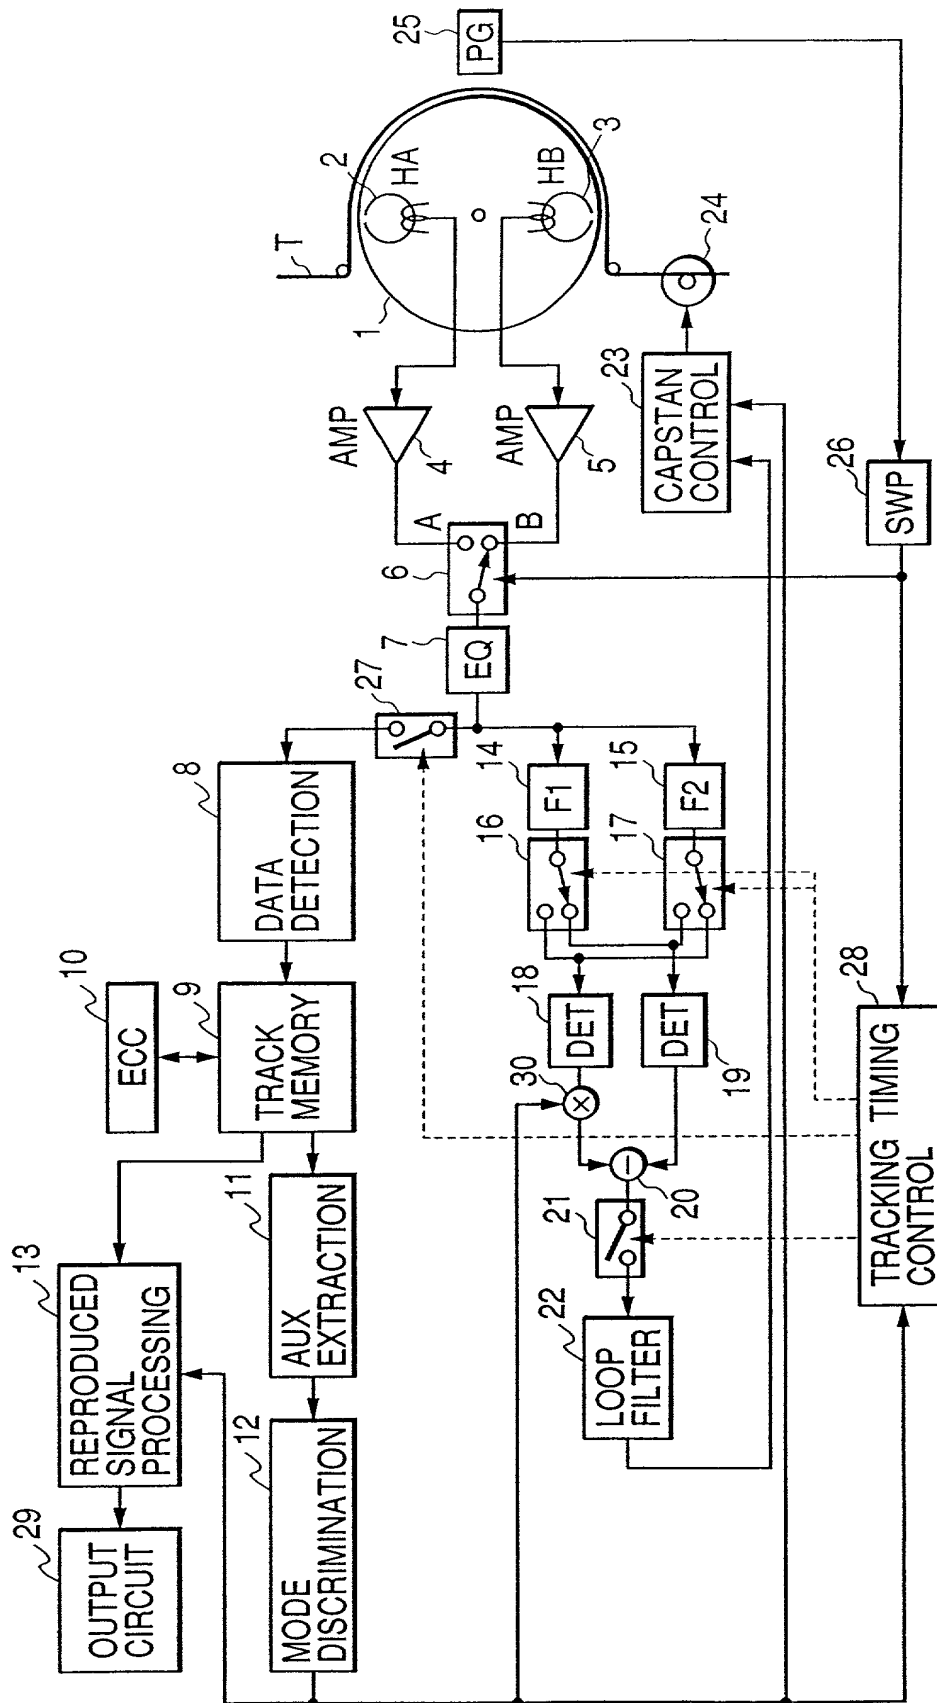 29
OUTPUT
CIRCUIT
13
REPRODUCED
SIGNAL
PROCESSING
10
ECC
9
TRACK
MEMORY
8
DATA
DETECTION
12
MODE
DISCRIMINATION
11
AUX
EXTRACTION
27
7
EQ
6
A
B
AMP
4
AMP
5
1
T
2
HA
HB
3
25
PG
22
LOOP
FILTER
21
20
30
18
DET
DET
19
16
14
F1
17
15
F2
23
CAPSTAN
CONTROL
24
28
TRACKING TIMING
CONTROL
26
SWP